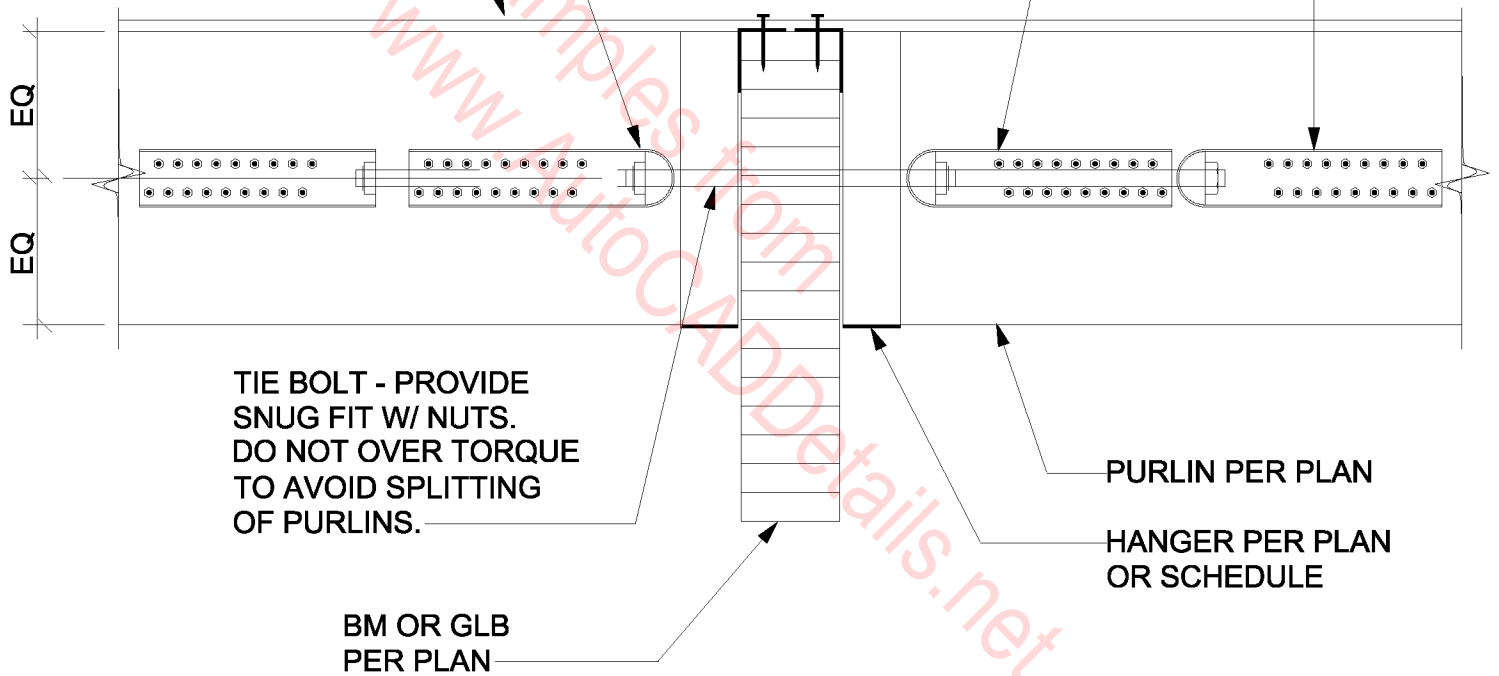 EQ
EQ
TIE BOLT - PROVIDE
SNUG FIT W/ NUTS.
DO NOT OVER TORQUE
TO AVOID SPLITTING
OF PURLINS.
BM OR GLB
PER PLAN
PURLIN PER PLAN
HANGER PER PLAN
OR SCHEDULE
from
www.AutoCADDetails.net